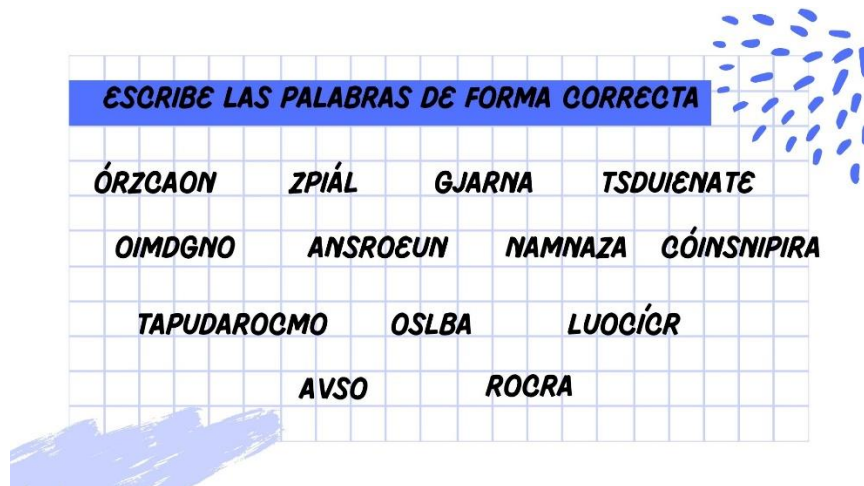 ESCRIBE LAS PALABRAS DE FORMA CORRECTA
ÓRZCAON ZPIÁL GJARNA TSDUIENATE
OIMDGNO ANSROEUN NAMNAZA CÓINSNIPIRA
TAPUDAROCMO OSLBA LUOCÍCR
AVSO ROCRA